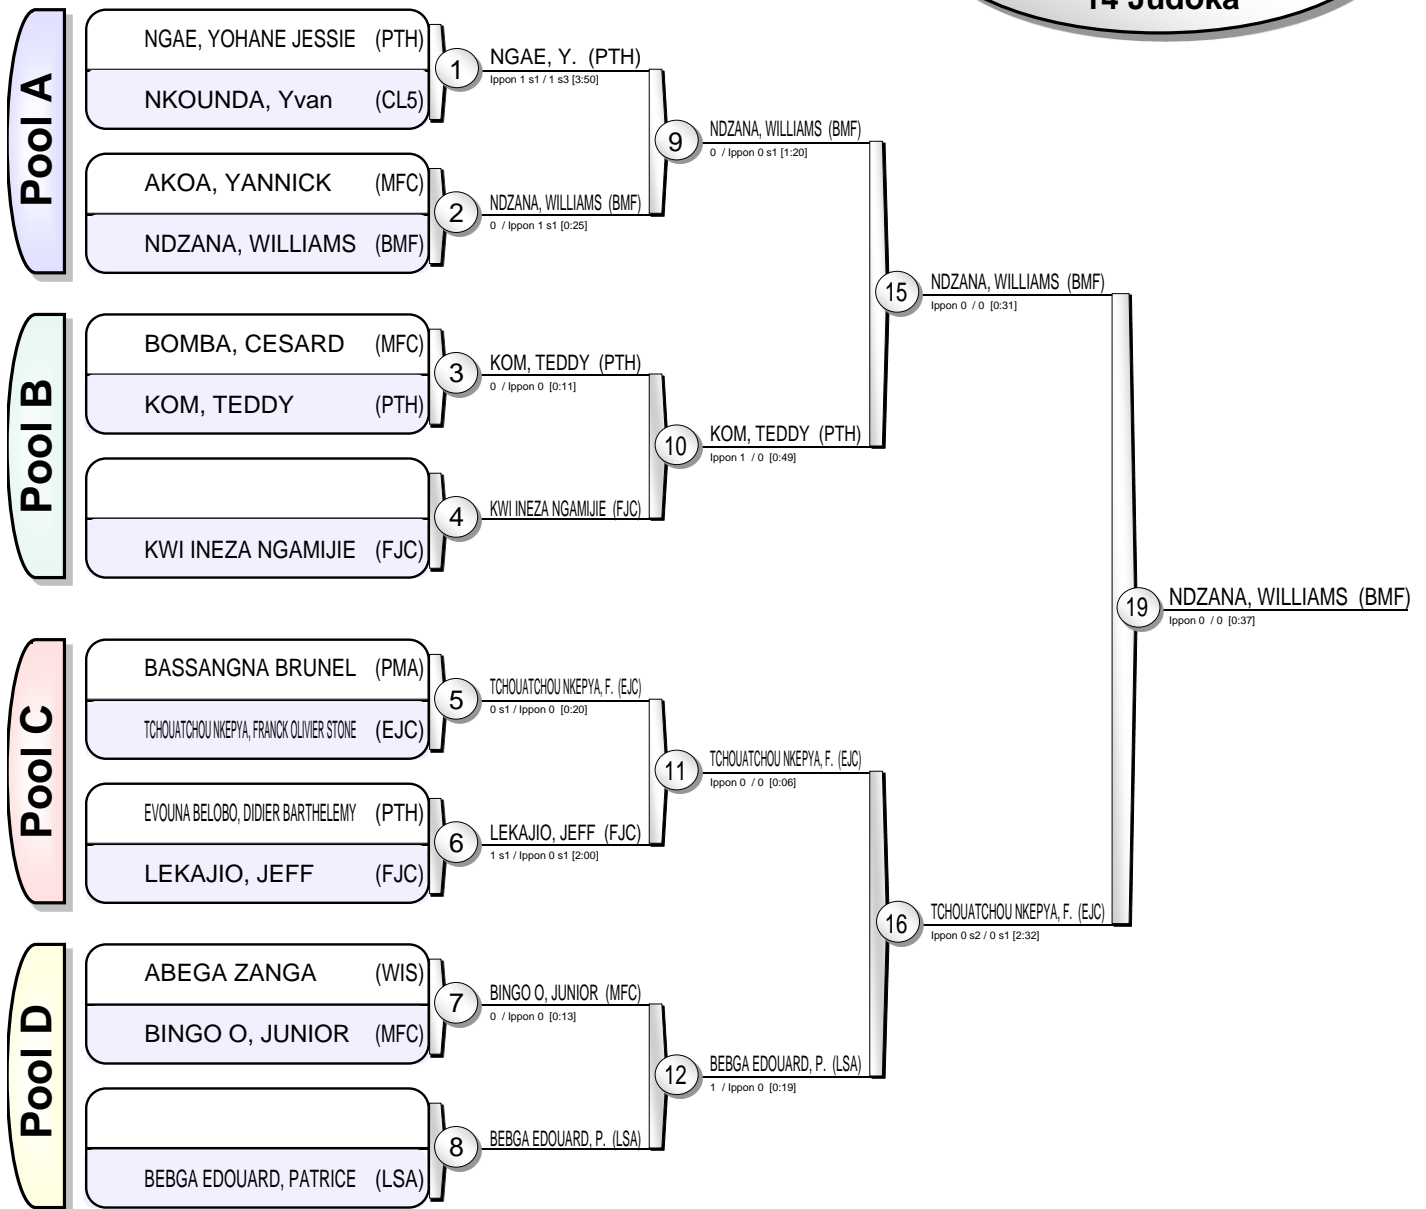 14 Judoka
Pool A
NGAE, YOHANE JESSIE (PTH)
NKOUNDA, Yvan (CL5)
1
NGAE, Y. (PTH)
Ippon 1 s1 / 1 s3 [3:50]
AKOA, YANNICK (MFC)
NDZANA, WILLIAMS (BMF)
2
NDZANA, WILLIAMS (BMF)
0 / Ippon 1 s1 [0:25]
9
NDZANA, WILLIAMS (BMF)
0 / Ippon 0 s1 [1:20]
Pool B
BOMBA, CESARD (MFC)
KOM, TEDDY (PTH)
3
KOM, TEDDY (PTH)
0 / Ippon 0 [0:11]
KWI INEZA NGAMIJIE (FJC)
4
KWI INEZA NGAMIJIE (FJC)
10
KOM, TEDDY (PTH)
Ippon 1 / 0 [0:49]
15
NDZANA, WILLIAMS (BMF)
Ippon 0 / 0 [0:31]
Pool C
BASSANGNA BRUNEL (PMA)
TCHOUATCHOU NKEPYA, FRANCK OLIVIER STONE (EJC)
5
TCHOUATCHOU NKEPYA, F. (EJC)
0 s1 / Ippon 0 [0:20]
EVOUNA BELOBO, DIDIER BARTHELEMY (PTH)
LEKAJIO, JEFF (FJC)
6
LEKAJIO, JEFF (FJC)
1 s1 / Ippon 0 s1 [2:00]
11
TCHOUATCHOU NKEPYA, F. (EJC)
Ippon 0 / 0 [0:06]
Pool D
ABEGA ZANGA (WIS)
BINGO O, JUNIOR (MFC)
7
BINGO O, JUNIOR (MFC)
0 / Ippon 0 [0:13]
BEBGA EDOUARD, PATRICE (LSA)
8
BEBGA EDOUARD, P. (LSA)
12
BEBGA EDOUARD, P. (LSA)
1 / Ippon 0 [0:19]
16
TCHOUATCHOU NKEPYA, F. (EJC)
Ippon 0 s2 / 0 s1 [2:32]
19
NDZANA, WILLIAMS (BMF)
Ippon 0 / 0 [0:37]